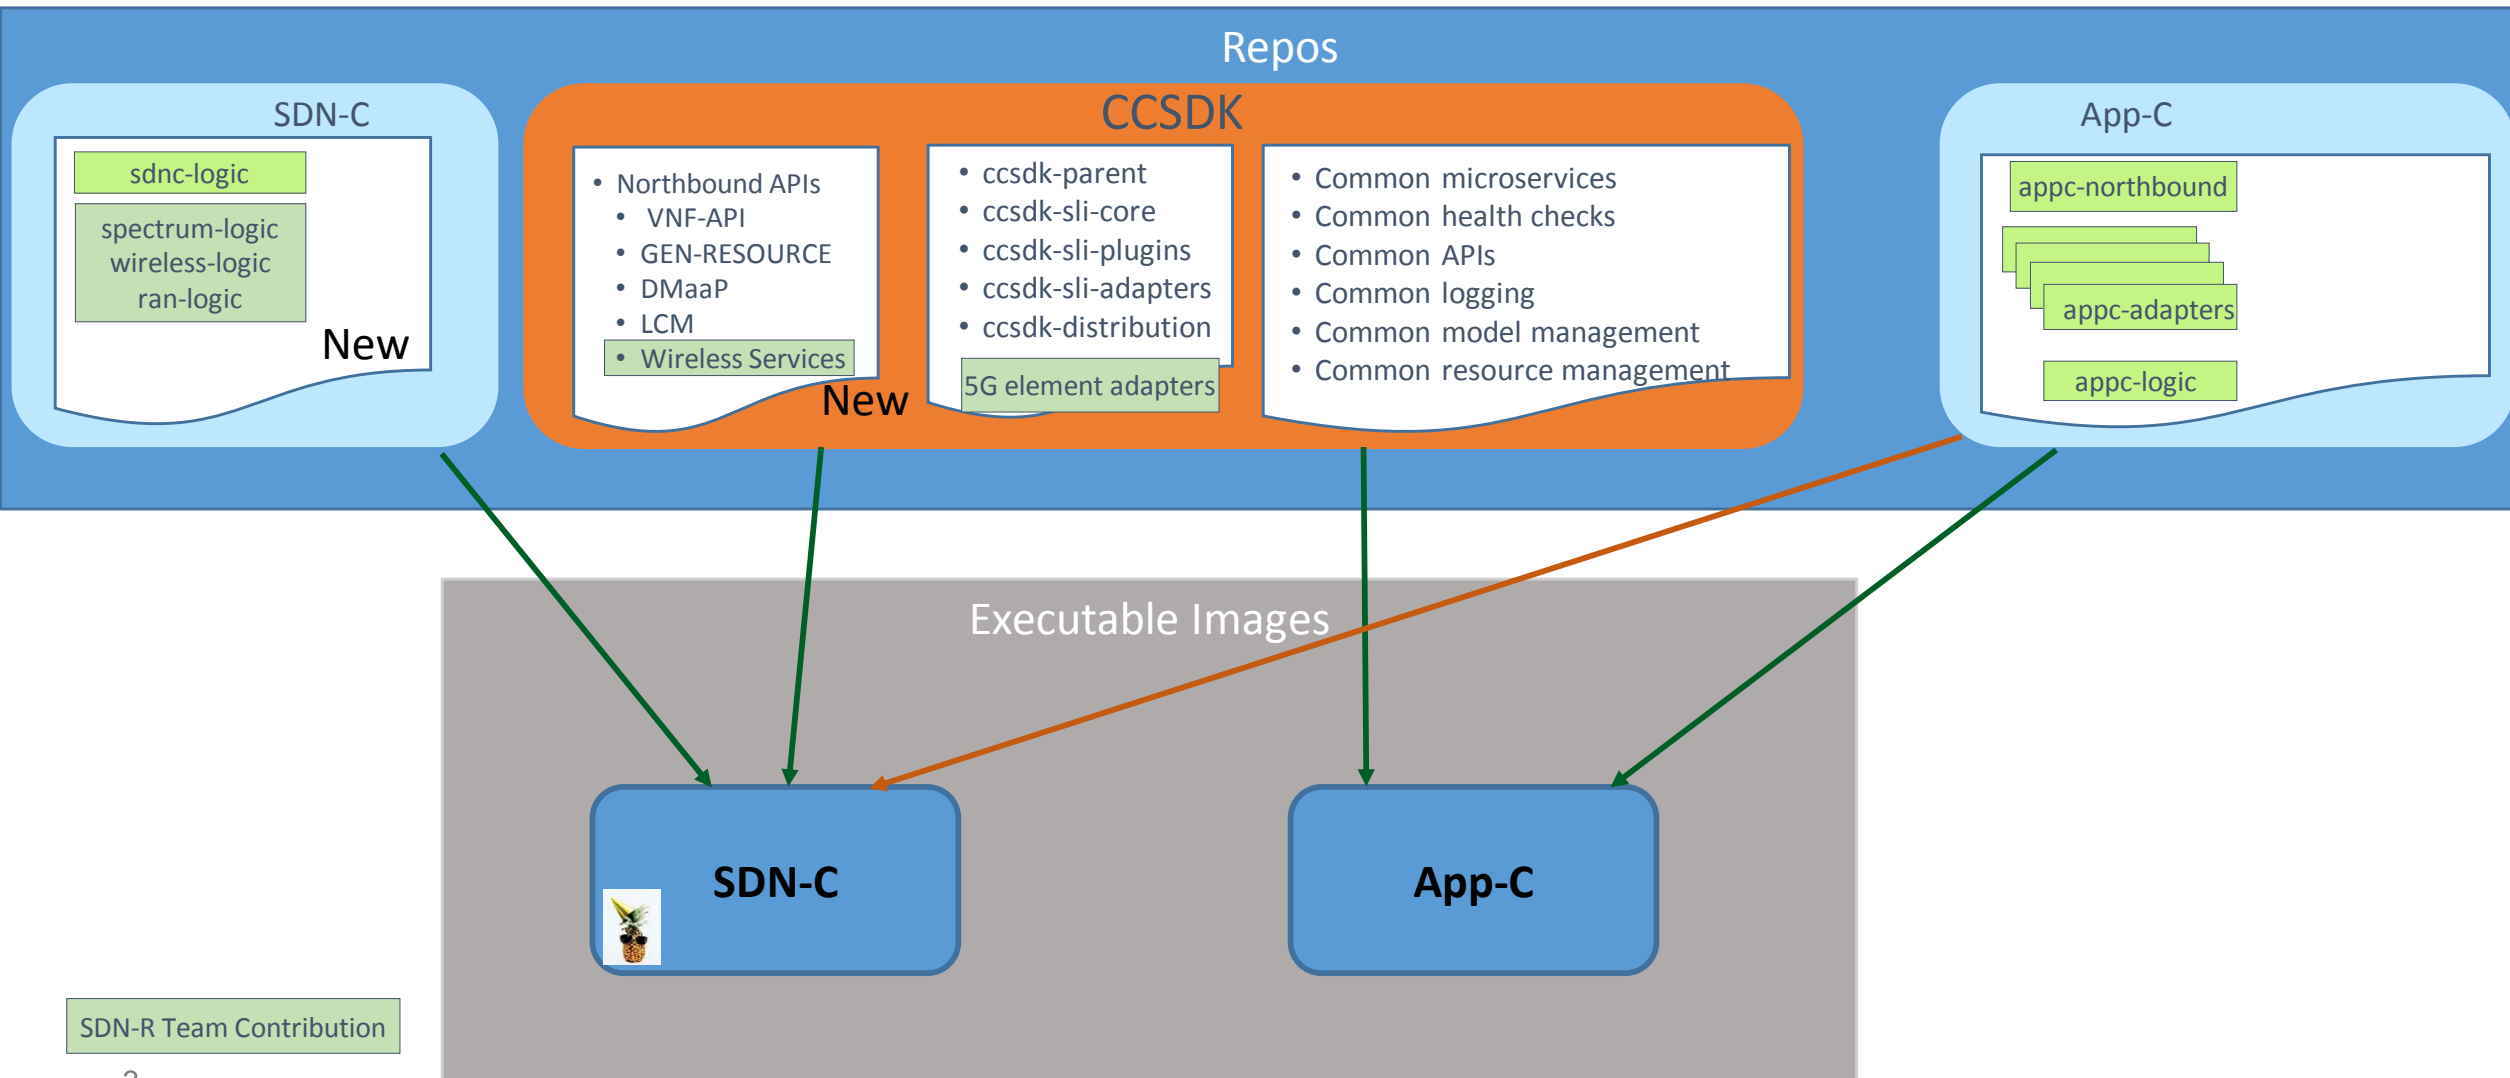 Repos
SDN-C
sdnc-logic
spectrum-logic
wireless-logic
ran-logic
New
CCSDK
• Northbound APIs
• VNF-API
• GEN-RESOURCE
• DMaaP
• LCM
• Wireless Services
New
• ccsdk-parent
• ccsdk-sli-core
• ccsdk-sli-plugins
• ccsdk-sli-adapters
• ccsdk-distribution
5G element adapters
• Common microservices
• Common health checks
• Common APIs
• Common logging
• Common model management
• Common resource management
App-C
appc-northbound
appc-adapters
appc-logic
Executable Images
SDN-C
App-C
SDN-R Team Contribution